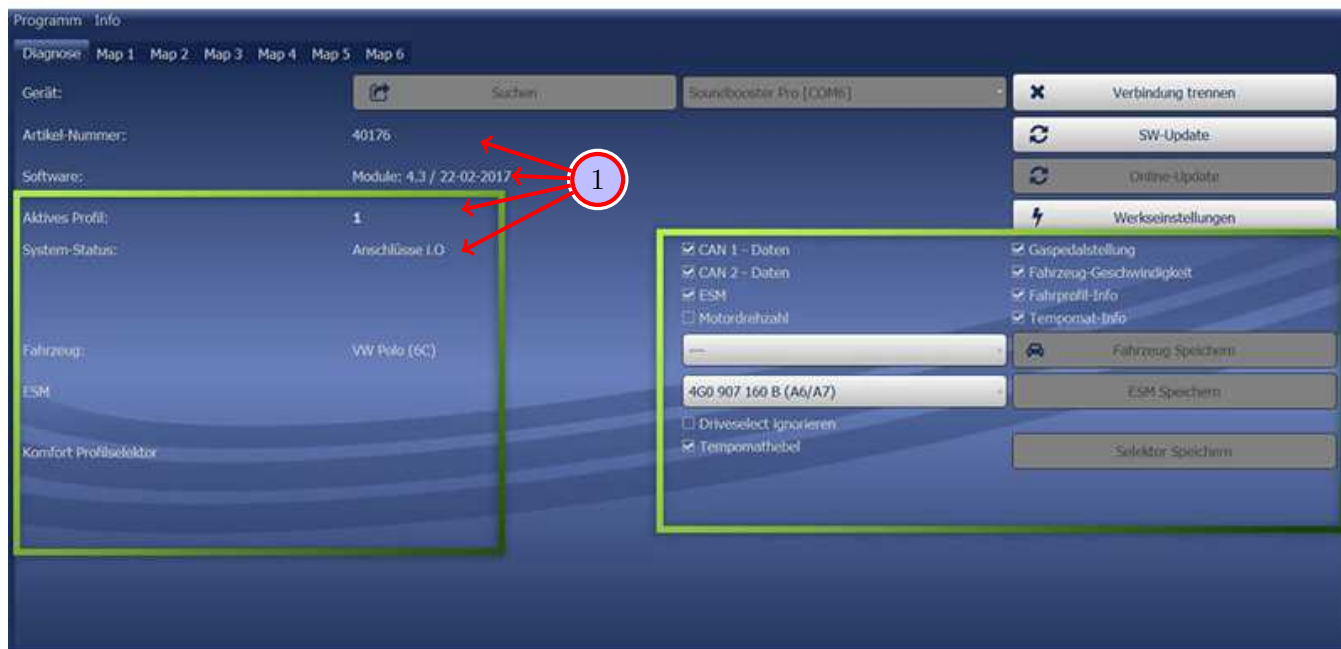 Programm Info
Diagnose Map 1 Map 2 Map 3 Map 4 Map 5 Map 6
Gerät: Suchen Soundbooster Pro [COM6] Verbindung trennen
Artikel-Nummer: 40176 SW-Update
Software: Module: 4.3 / 22-02-2017 1 Online-Update
Aktives Profil: 1 Werkseinstellungen
System-Status: Anschlüsse I.O CAN 1 - Daten Gaspedalstellung
CAN 2 - Daten Fahrzeug-Geschwindigkeit
ESM Fahrprofil-Info
Motordrehzahl Tempomat-Info
Fahrzeug: VW Polo (6C) --- Fahrzeug Speichern
ESM 4G0 907 160 B (A6/A7) ESM Speichern
Driveselect ignorieren
Komfort Profilselektor Tempomathebel Selektor Speichern